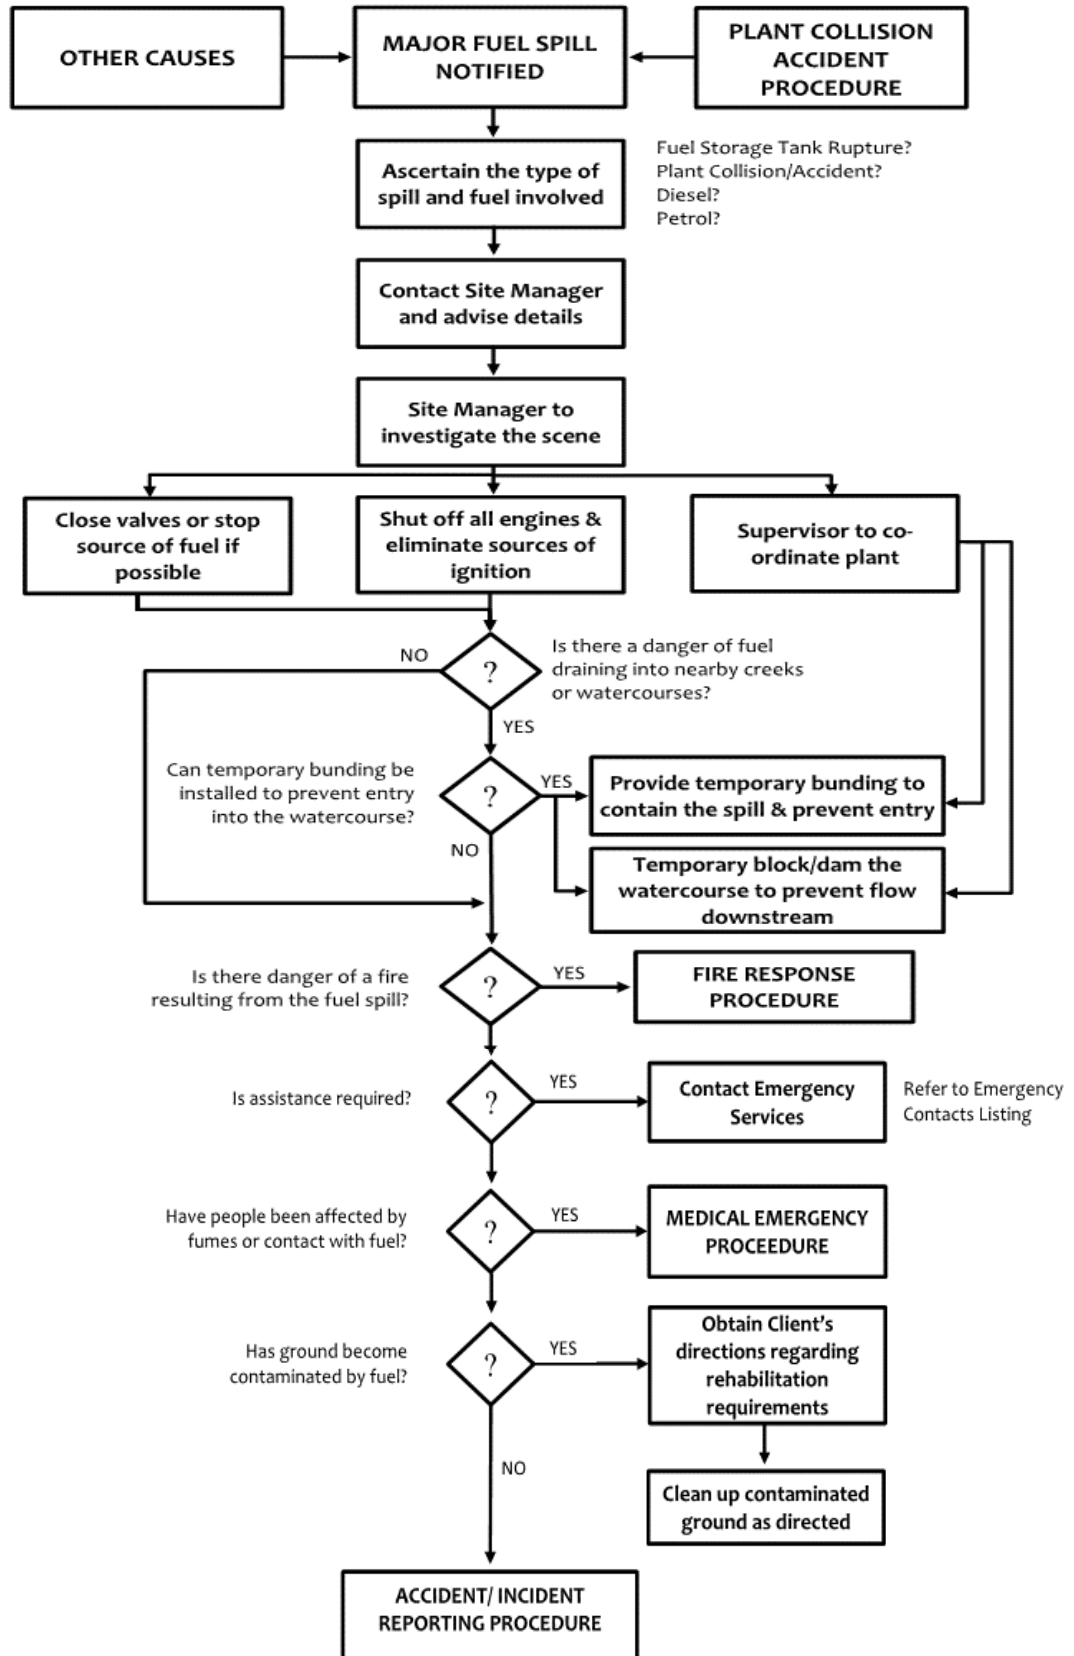 OTHER CAUSES
MAJOR FUEL SPILL
NOTIFIED
PLANT COLLISION
ACCIDENT
PROCEDURE
Ascertain the type of
spill and fuel involved
Fuel Storage Tank Rupture?
Plant Collision/Accident?
Diesel?
Petrol?
Contact Site Manager
and advise details
Site Manager to
investigate the scene
Close valves or stop
source of fuel if
possible
Shut off all engines &
eliminate sources of
ignition
Supervisor to co-
ordinate plant
NO
?
Is there a danger of fuel
draining into nearby creeks
or watercourses?
YES
Can temporary bunding be
installed to prevent entry
into the watercourse?
?
YES
Provide temporary bunding to
contain the spill & prevent entry
NO
Temporary block/dam the
watercourse to prevent flow
downstream
Is there danger of a fire
resulting from the fuel spill?
?
YES
FIRE RESPONSE
PROCEDURE
Is assistance required?
?
YES
Contact Emergency
Services
Refer to Emergency
Contacts Listing
Have people been affected by
fumes or contact with fuel?
?
YES
MEDICAL EMERGENCY
PROCEEDURE
Has ground become
contaminated by fuel?
?
YES
Obtain Client's
directions regarding
rehabilitation
requirements
NO
Clean up contaminated
ground as directed
ACCIDENT/ INCIDENT
REPORTING PROCEDURE